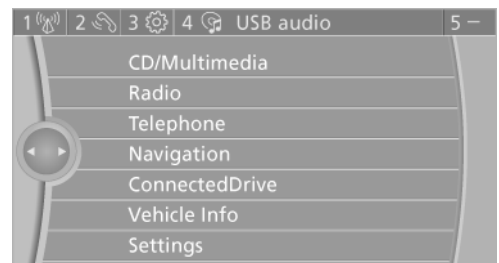 1 2 3 4 USB audio 5 –
CD/Multimedia
Radio
Telephone
Navigation
ConnectedDrive
Vehicle Info
Settings